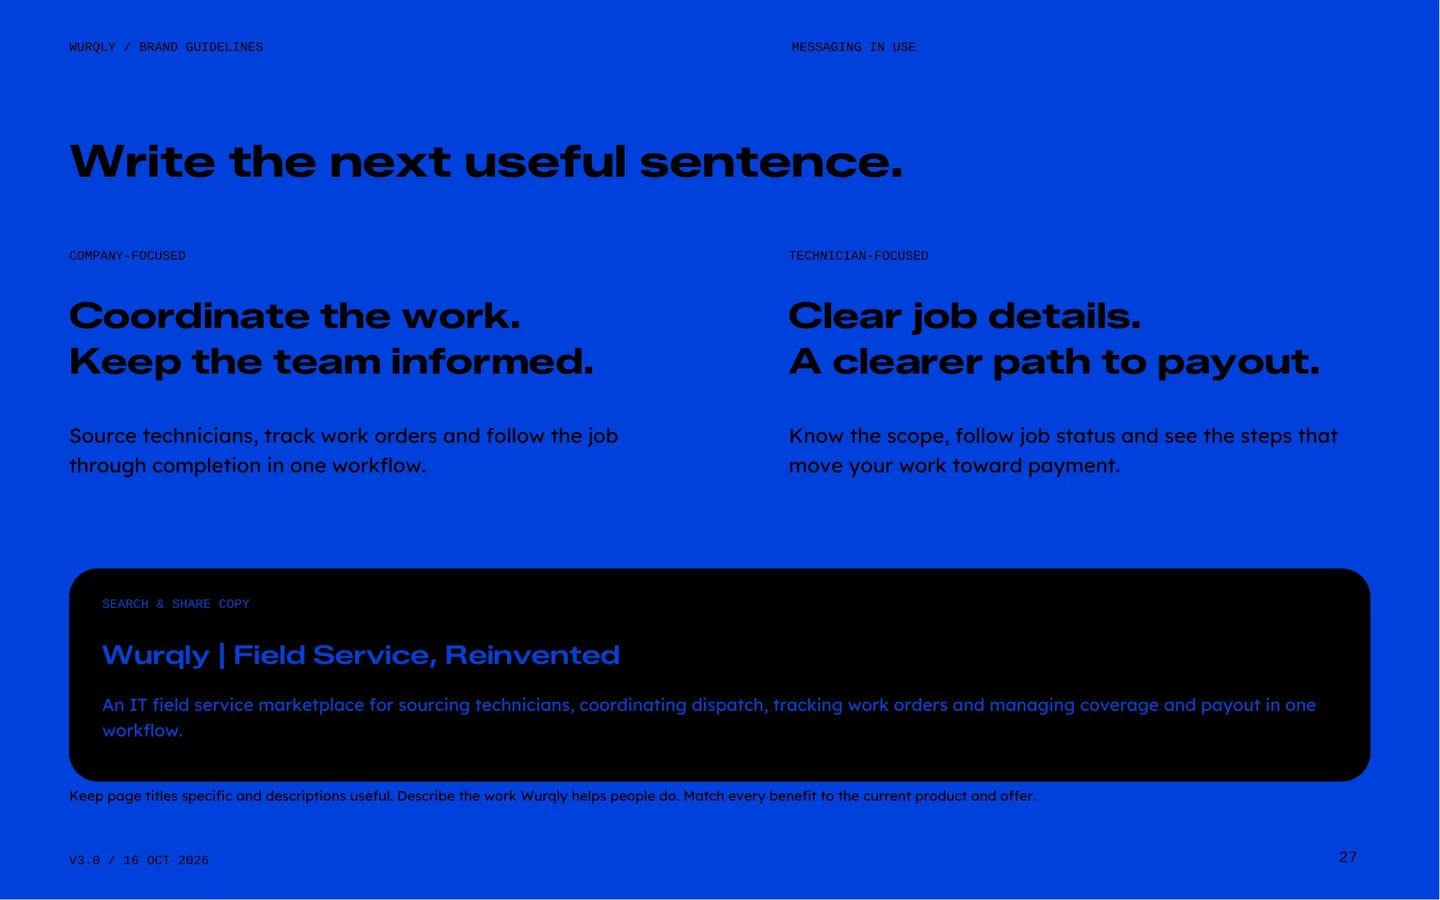 WURQLY / BRAND GUIDELINES
MESSAGING IN USE
Write the next useful sentence.
COMPANY-FOCUSED
Coordinate the work.
Keep the team informed.
Source technicians, track work orders and follow the job
through completion in one workflow.
TECHNICIAN-FOCUSED
Clear job details.
A clearer path to payout.
Know the scope, follow job status and see the steps that
move your work toward payment.
SEARCH & SHARE COPY
Wurqly | Field Service, Reinvented
An IT field service marketplace for sourcing technicians, coordinating dispatch, tracking work orders and managing coverage and payout in one
workflow.
Keep page titles specific and descriptions useful. Describe the work Wurqly helps people do. Match every benefit to the current product and offer.
V3.0 / 16 OCT 2026
27